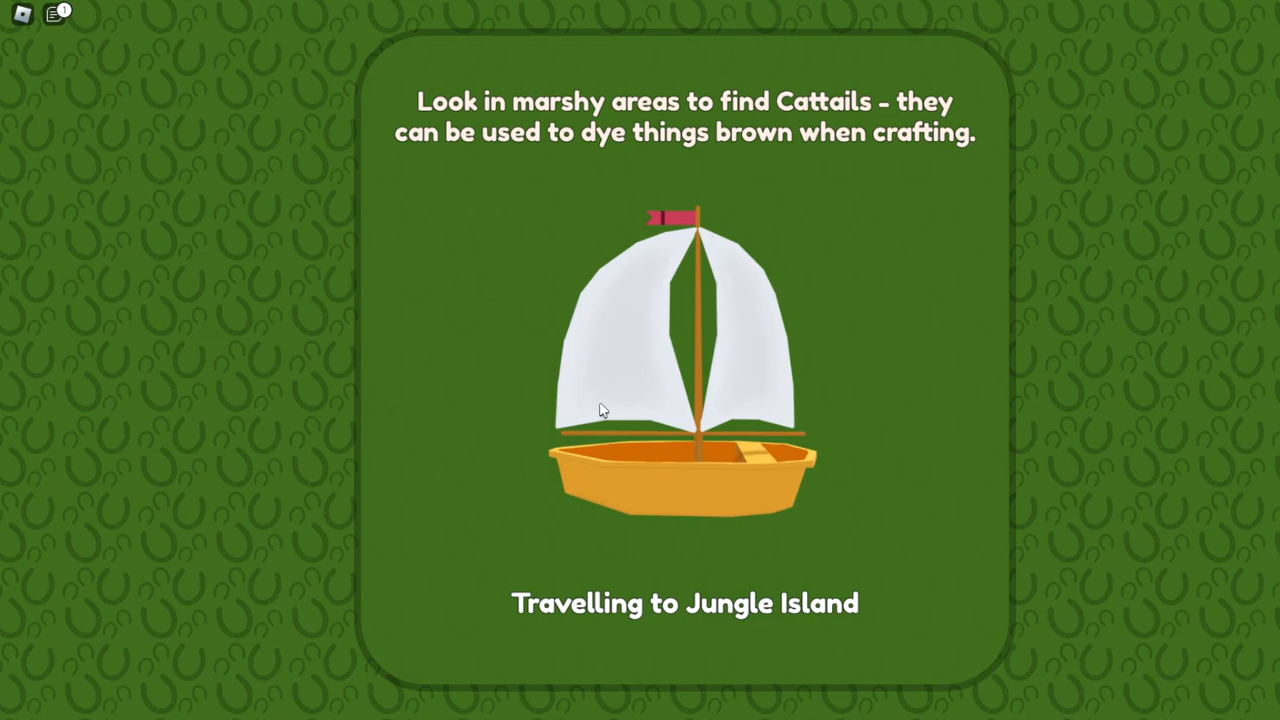 1
Look in marshy areas to find Cattails - they
can be used to dye things brown when crafting.
Travelling to Jungle Island